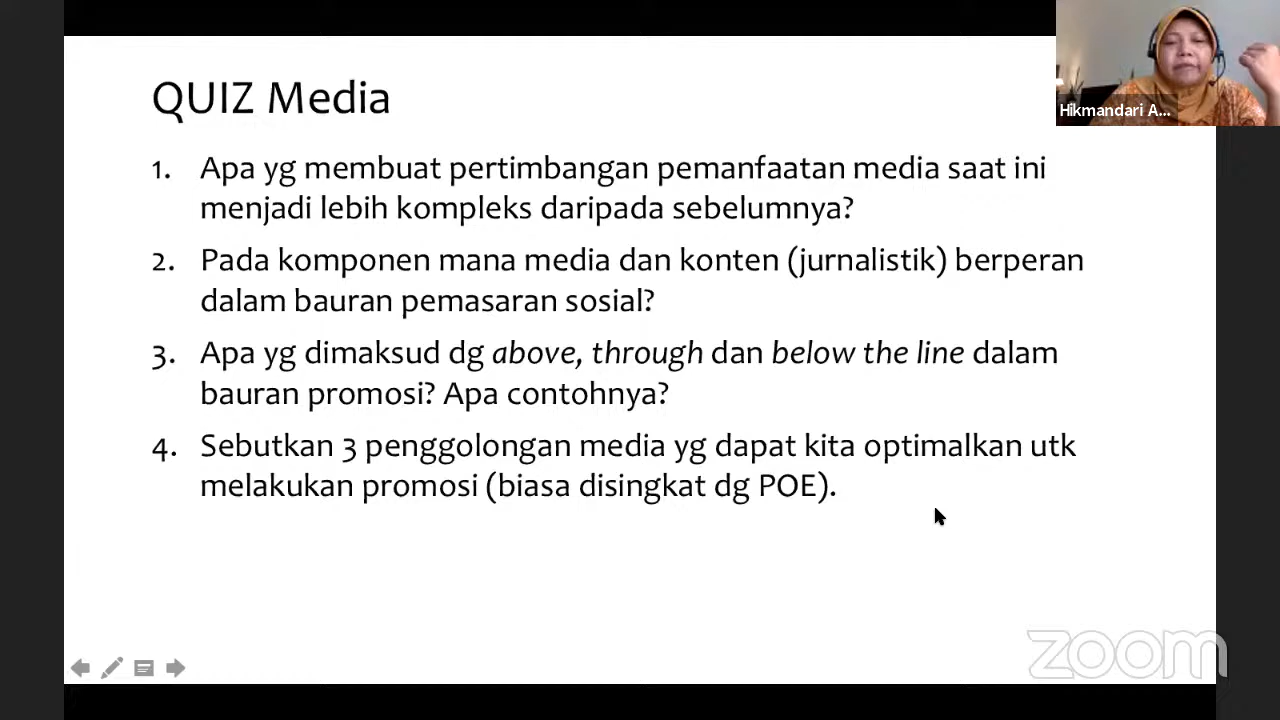 QUIZ Media
1. Apa yg membuat pertimbangan pemanfaatan media saat ini
menjadi lebih kompleks daripada sebelumnya?
2. Pada komponen mana media dan konten (jurnalistik) berperan
dalam bauran pemasaran sosial?
3. Apa yg dimaksud dg above, through dan below the line dalam
bauran promosi? Apa contohnya?
4. Sebutkan 3 penggolongan media yg dapat kita optimalkan utk
melakukan promosi (biasa disingkat dg POE).
Hikmandari A...
zoom